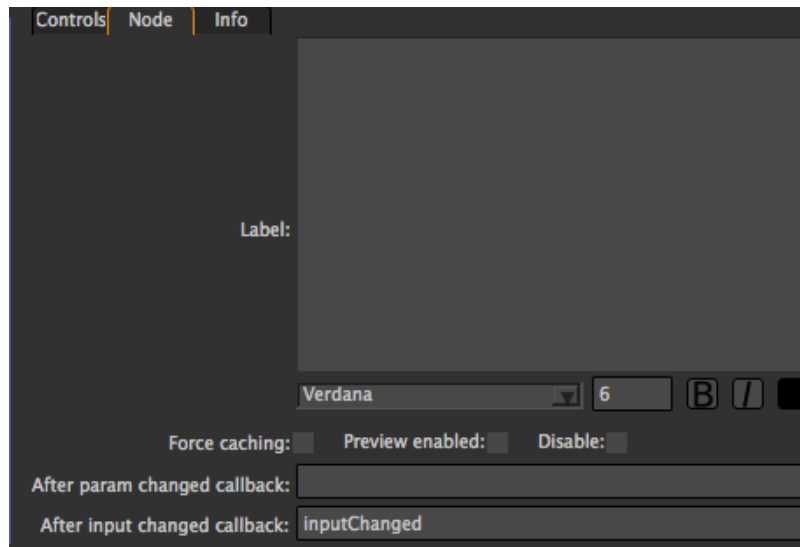 Controls Node Info
Label:
Verdana 6 B I
Force caching: Preview enabled: Disable:
After param changed callback:
After input changed callback: inputChanged